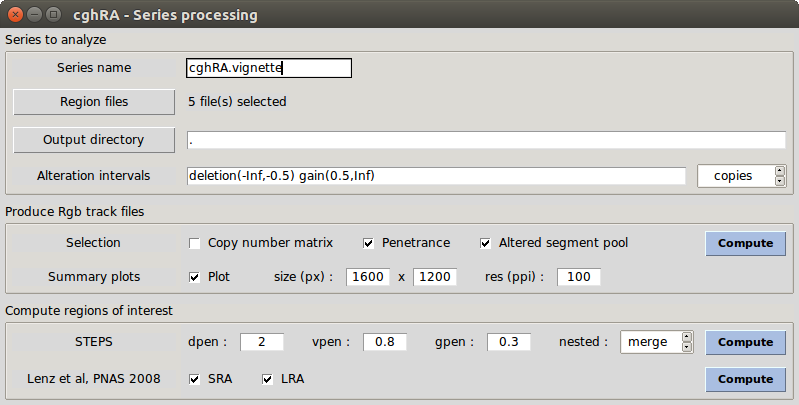 cghRA - Series processing
Series to analyze
Series name cghRA.vignette
Region files 5 file(s) selected
Output directory .
Alteration intervals deletion(-Inf,-0.5) gain(0.5,Inf) copies
Produce Rgb track files
Selection Copy number matrix Penetrance Altered segment pool Compute
Summary plots Plot size (px) : 1600 x 1200 res (ppi) : 100
Compute regions of interest
STEPS dpen : 2 vpen : 0.8 gpen : 0.3 nested : merge Compute
Lenz et al, PNAS 2008 SRA LRA Compute